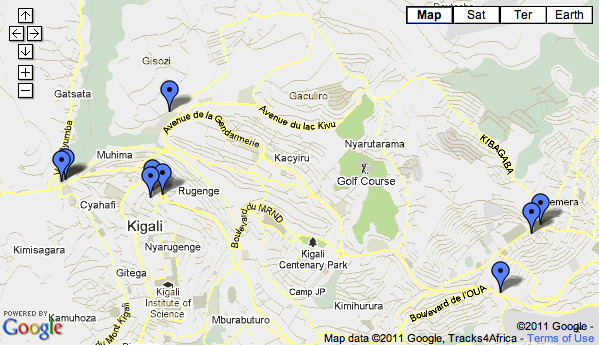 Map
Sat
Ter
Earth
Gisozi
Gatsata
Gaculiro
Avenue du lac Kivu
Avenue de la Gendarmerie
Nyarutarama
KIBAGABA
Muhima
Kacyiru
Golf Course
Rugenge
Cyahafi
Boulevard du MRND
Kigali
Nyarugenge
Kimisagara
Kigali
Centenary Park
Gitega
Kigali
Institute of
Science
Camp JP
Boulevard de l'OUA
Kimihurura
Kamuhoza
du Mont Kigali
Mburabuturo
POWERED BY
Google
©2011 Google -
Map data ©2011 Google, Tracks4Africa - Terms of Use